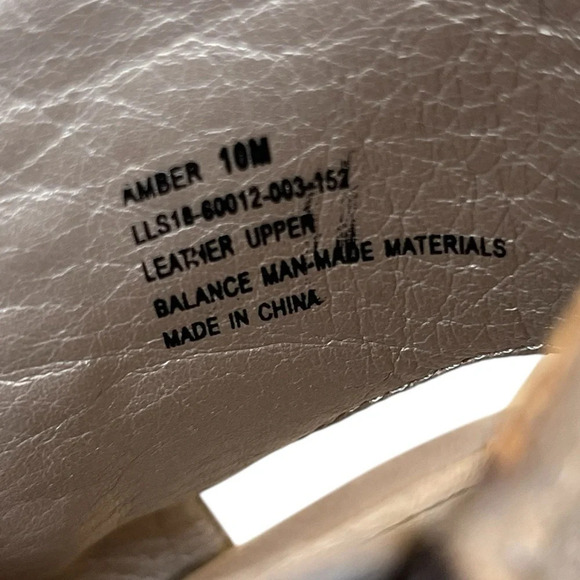 AMBER 10M
LLS18-60012-003-152
LEATHER UPPER
BALANCE MAN-MADE MATERIALS
MADE IN CHINA